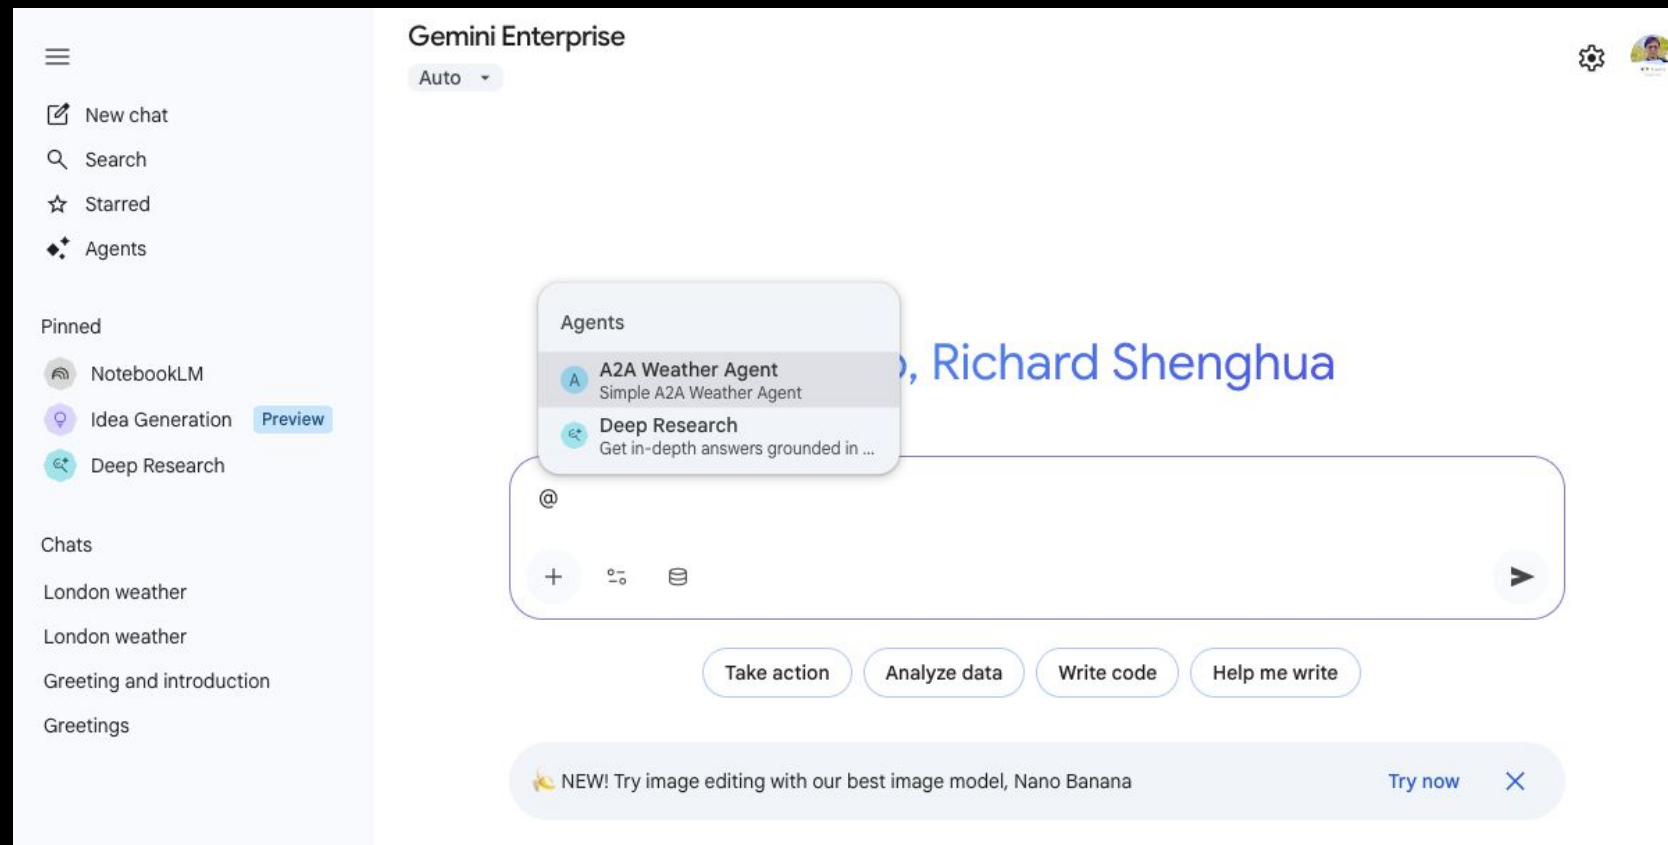 Gemini Enterprise
Auto
New chat
Search
Starred
Agents
Pinned
NotebookLM
Idea Generation Preview
Deep Research
Chats
London weather
London weather
Greeting and introduction
Greetings
, Richard Shenghua
Agents
A
A2A Weather Agent
Simple A2A Weather Agent
Deep Research
Get in-depth answers grounded in ...
@
Take action
Analyze data
Write code
Help me write
NEW! Try image editing with our best image model, Nano Banana
Try now